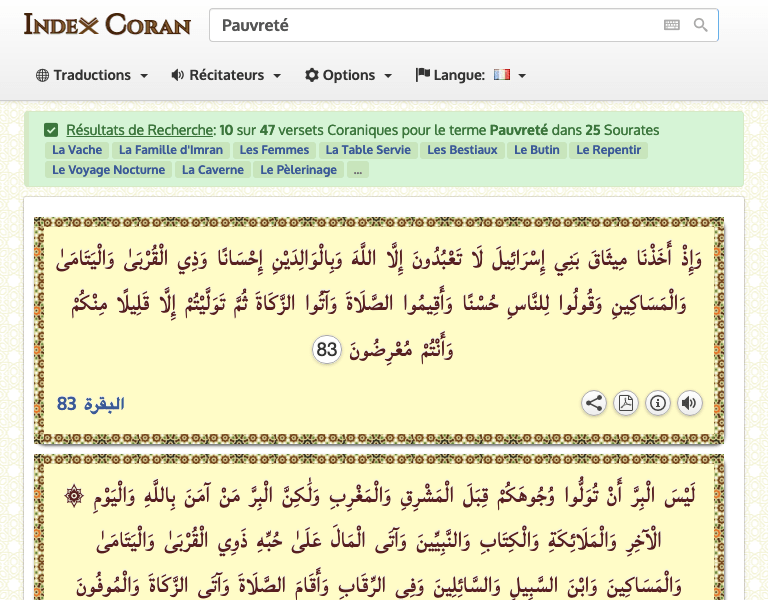 INDEX CORAN
Pauvreté
Traductions Récitateurs Options Langue:
Résultats de Recherche: 10 sur 47 versets Coraniques pour le terme Pauvreté dans 25 Sourates
La Vache La Famille d'Imran Les Femmes La Table Servie Les Bestiaux Le Butin Le Repentir
Le Voyage Nocturne La Caverne Le Pèlerinage ...
وَإِذْ أَخَذْنَا مِيثَاقَ بَنِي إِسْرَائِيلَ لَا تَعْبُدُونَ إِلَّا اللَّهَ وَبِالْوَالِدَيْنِ إِحْسَانًا وَذِي الْقُرْبَىٰ وَالْيَتَامَىٰ
وَالْمَسَاكِينِ وَقُولُوا لِلنَّاسِ حُسْنًا وَأَقِيمُوا الصَّلَاةَ وَآتُوا الزَّكَاةَ ثُمَّ تَوَلَّيْتُمْ إِلَّا قَلِيلًا مِنْكُمْ
وَأَنْتُمْ مُعْرِضُونَ 83
البقرة 83
۞ لَيْسَ الْبِرَّ أَنْ تُوَلُّوا وُجُوهَكُمْ قِبَلَ الْمَشْرِقِ وَالْمَغْرِبِ وَلَٰكِنَّ الْبِرَّ مَنْ آمَنَ بِاللَّهِ وَالْيَوْمِ
الْآخِرِ وَالْمَلَائِكَةِ وَالْكِتَابِ وَالنَّبِيِّينَ وَآتَى الْمَالَ عَلَىٰ حُبِّهِ ذَوِي الْقُرْبَىٰ وَالْيَتَامَىٰ
وَالْمَسَاكِينَ وَابْنَ السَّبِيلِ وَالسَّائِلِينَ وَفِي الرِّقَابِ وَأَقَامَ الصَّلَاةَ وَآتَى الزَّكَاةَ وَالْمُوفُونَ